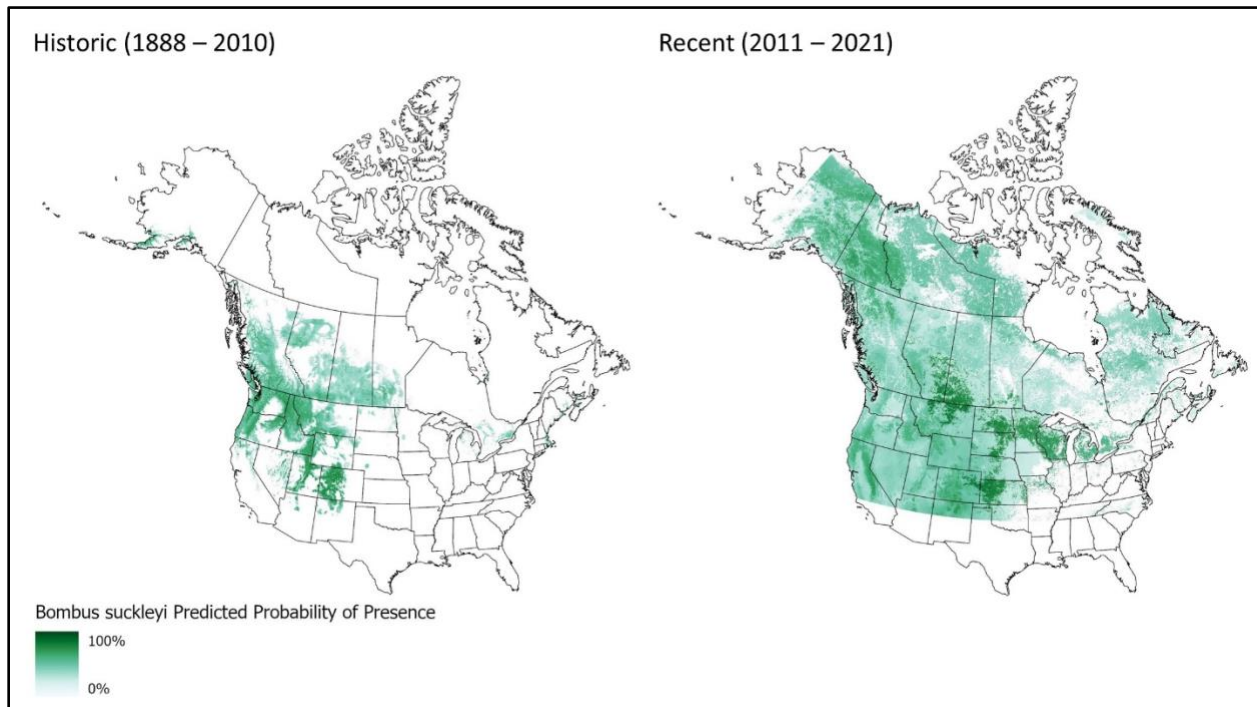 Historic (1888 – 2010)
Recent (2011 – 2021)
Bombus suckleyi Predicted Probability of Presence
100%
0%